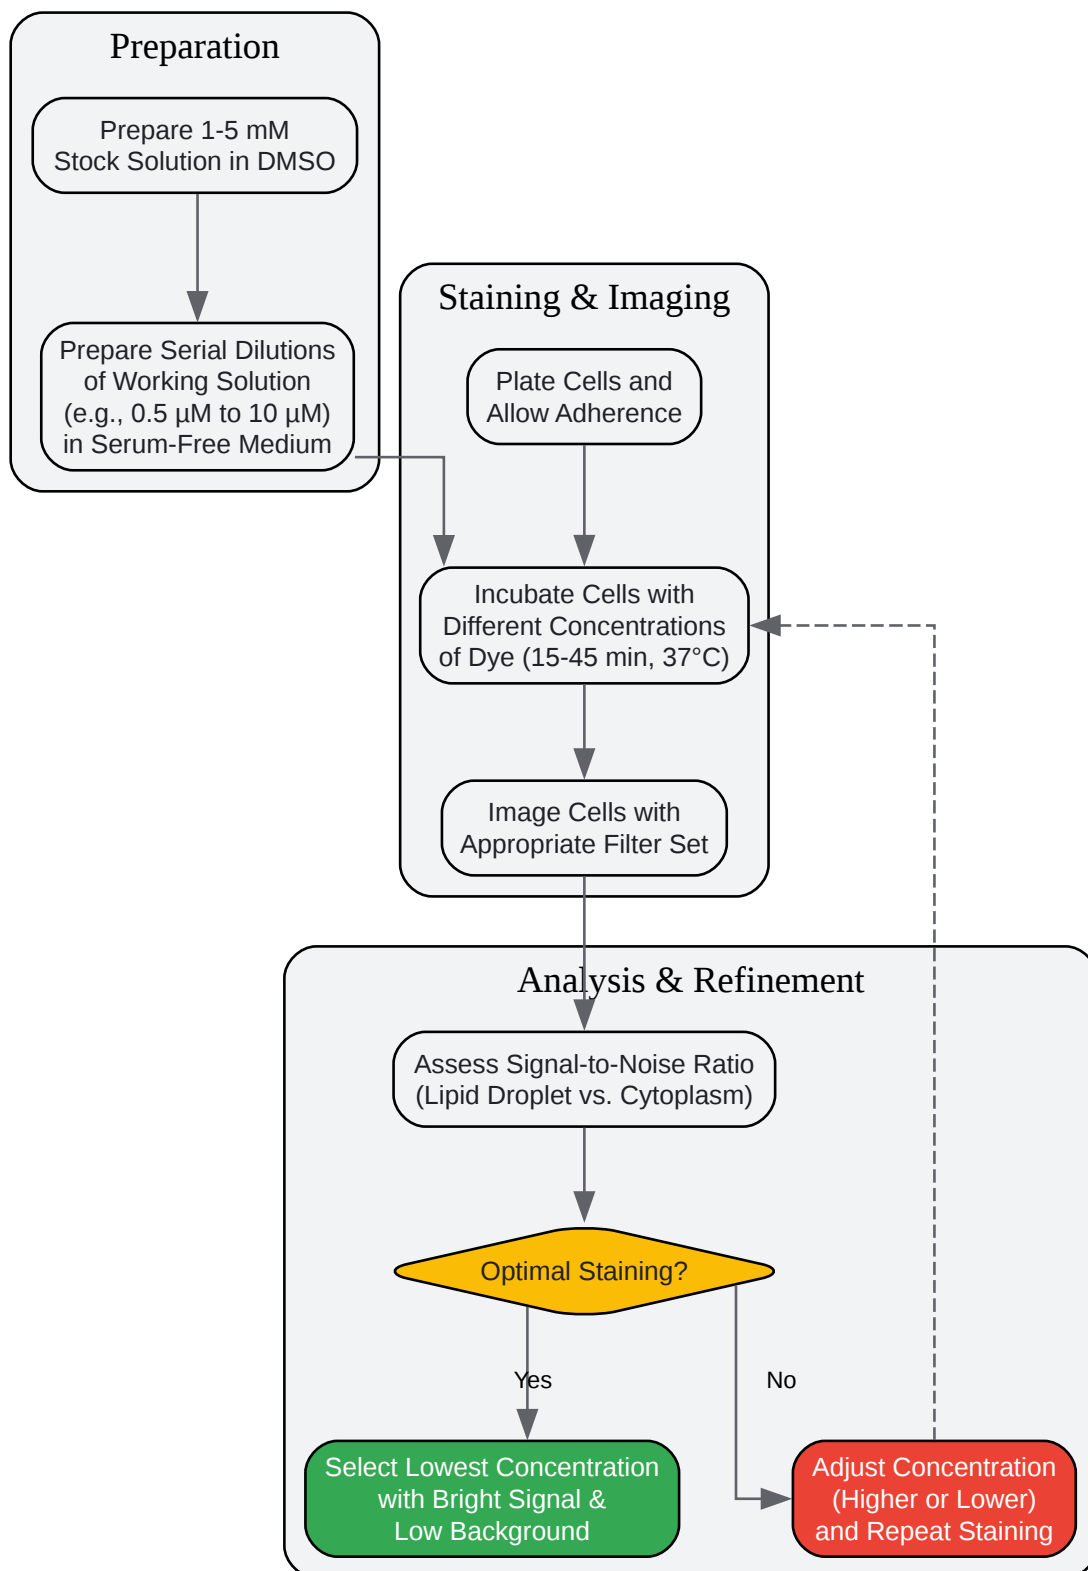 Preparation
Prepare 1-5 mM
Stock Solution in DMSO
Prepare Serial Dilutions
of Working Solution
(e.g., 0.5 µM to 10 µM)
in Serum-Free Medium
Staining & Imaging
Plate Cells and
Allow Adherence
Incubate Cells with
Different Concentrations
of Dye (15-45 min, 37°C)
Image Cells with
Appropriate Filter Set
Analysis & Refinement
Assess Signal-to-Noise Ratio
(Lipid Droplet vs. Cytoplasm)
Optimal Staining?
Yes
No
Select Lowest Concentration
with Bright Signal &
Low Background
Adjust Concentration
(Higher or Lower)
and Repeat Staining